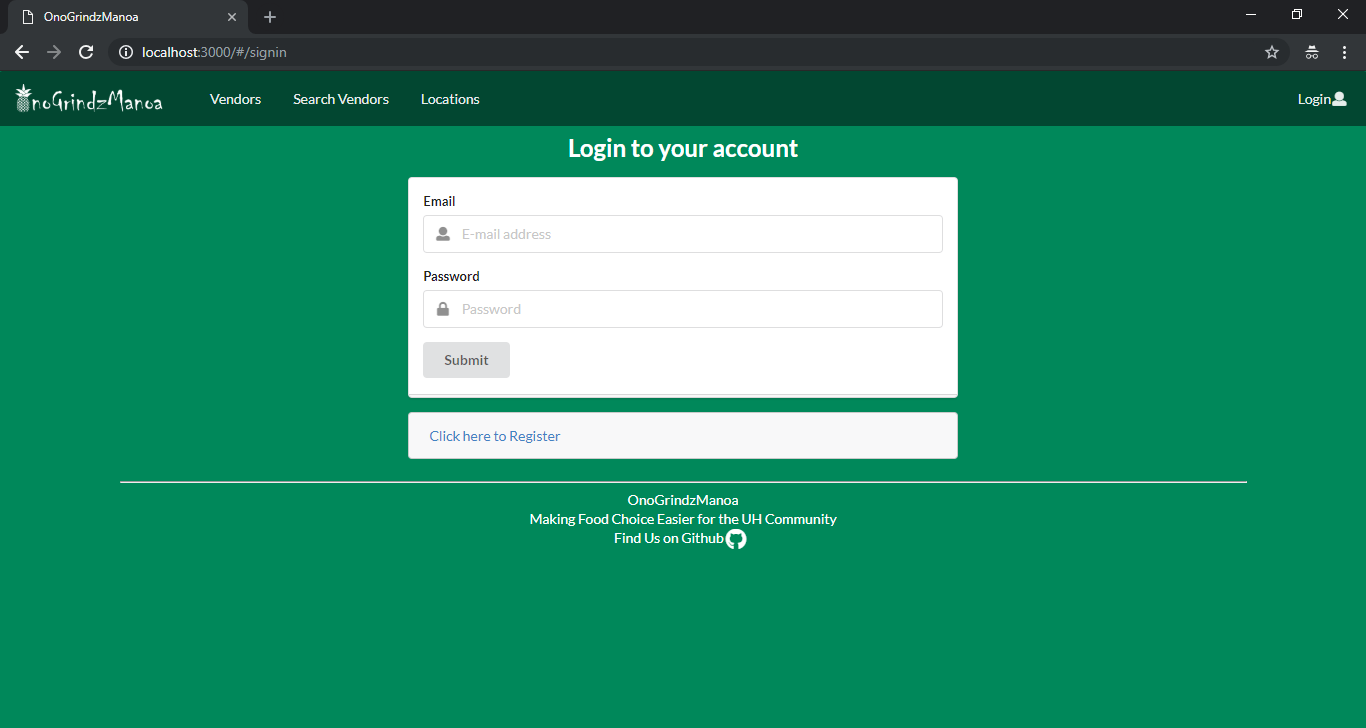 OnoGrindzManoa
localhost:3000/#/signin
OnoGrindzManoa Vendors Search Vendors Locations Login
Login to your account
Email
E-mail address
Password
Password
Submit
Click here to Register
OnoGrindzManoa
Making Food Choice Easier for the UH Community
Find Us on Github